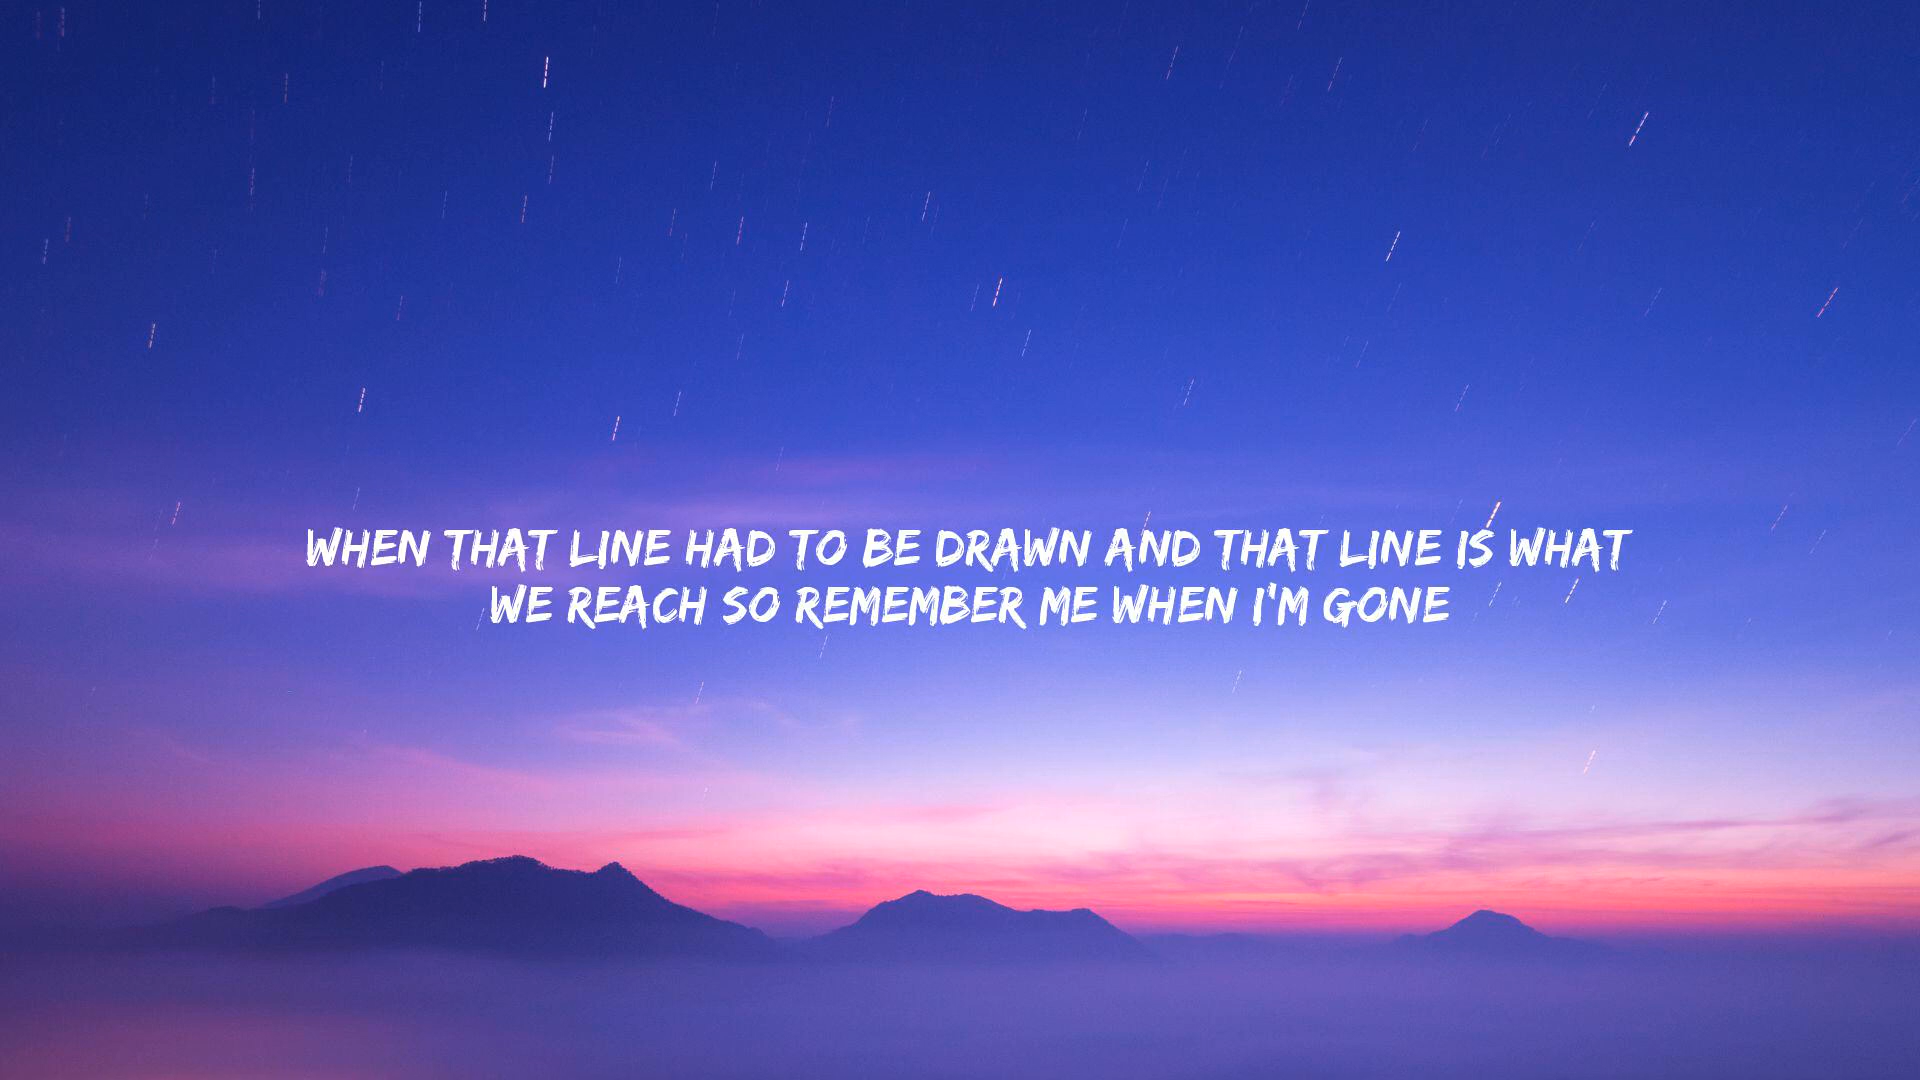 WHEN THAT LINE HAD TO BE DRAWN AND THAT LINE IS WHAT
WE REACH SO REMEMBER ME WHEN I'M GONE